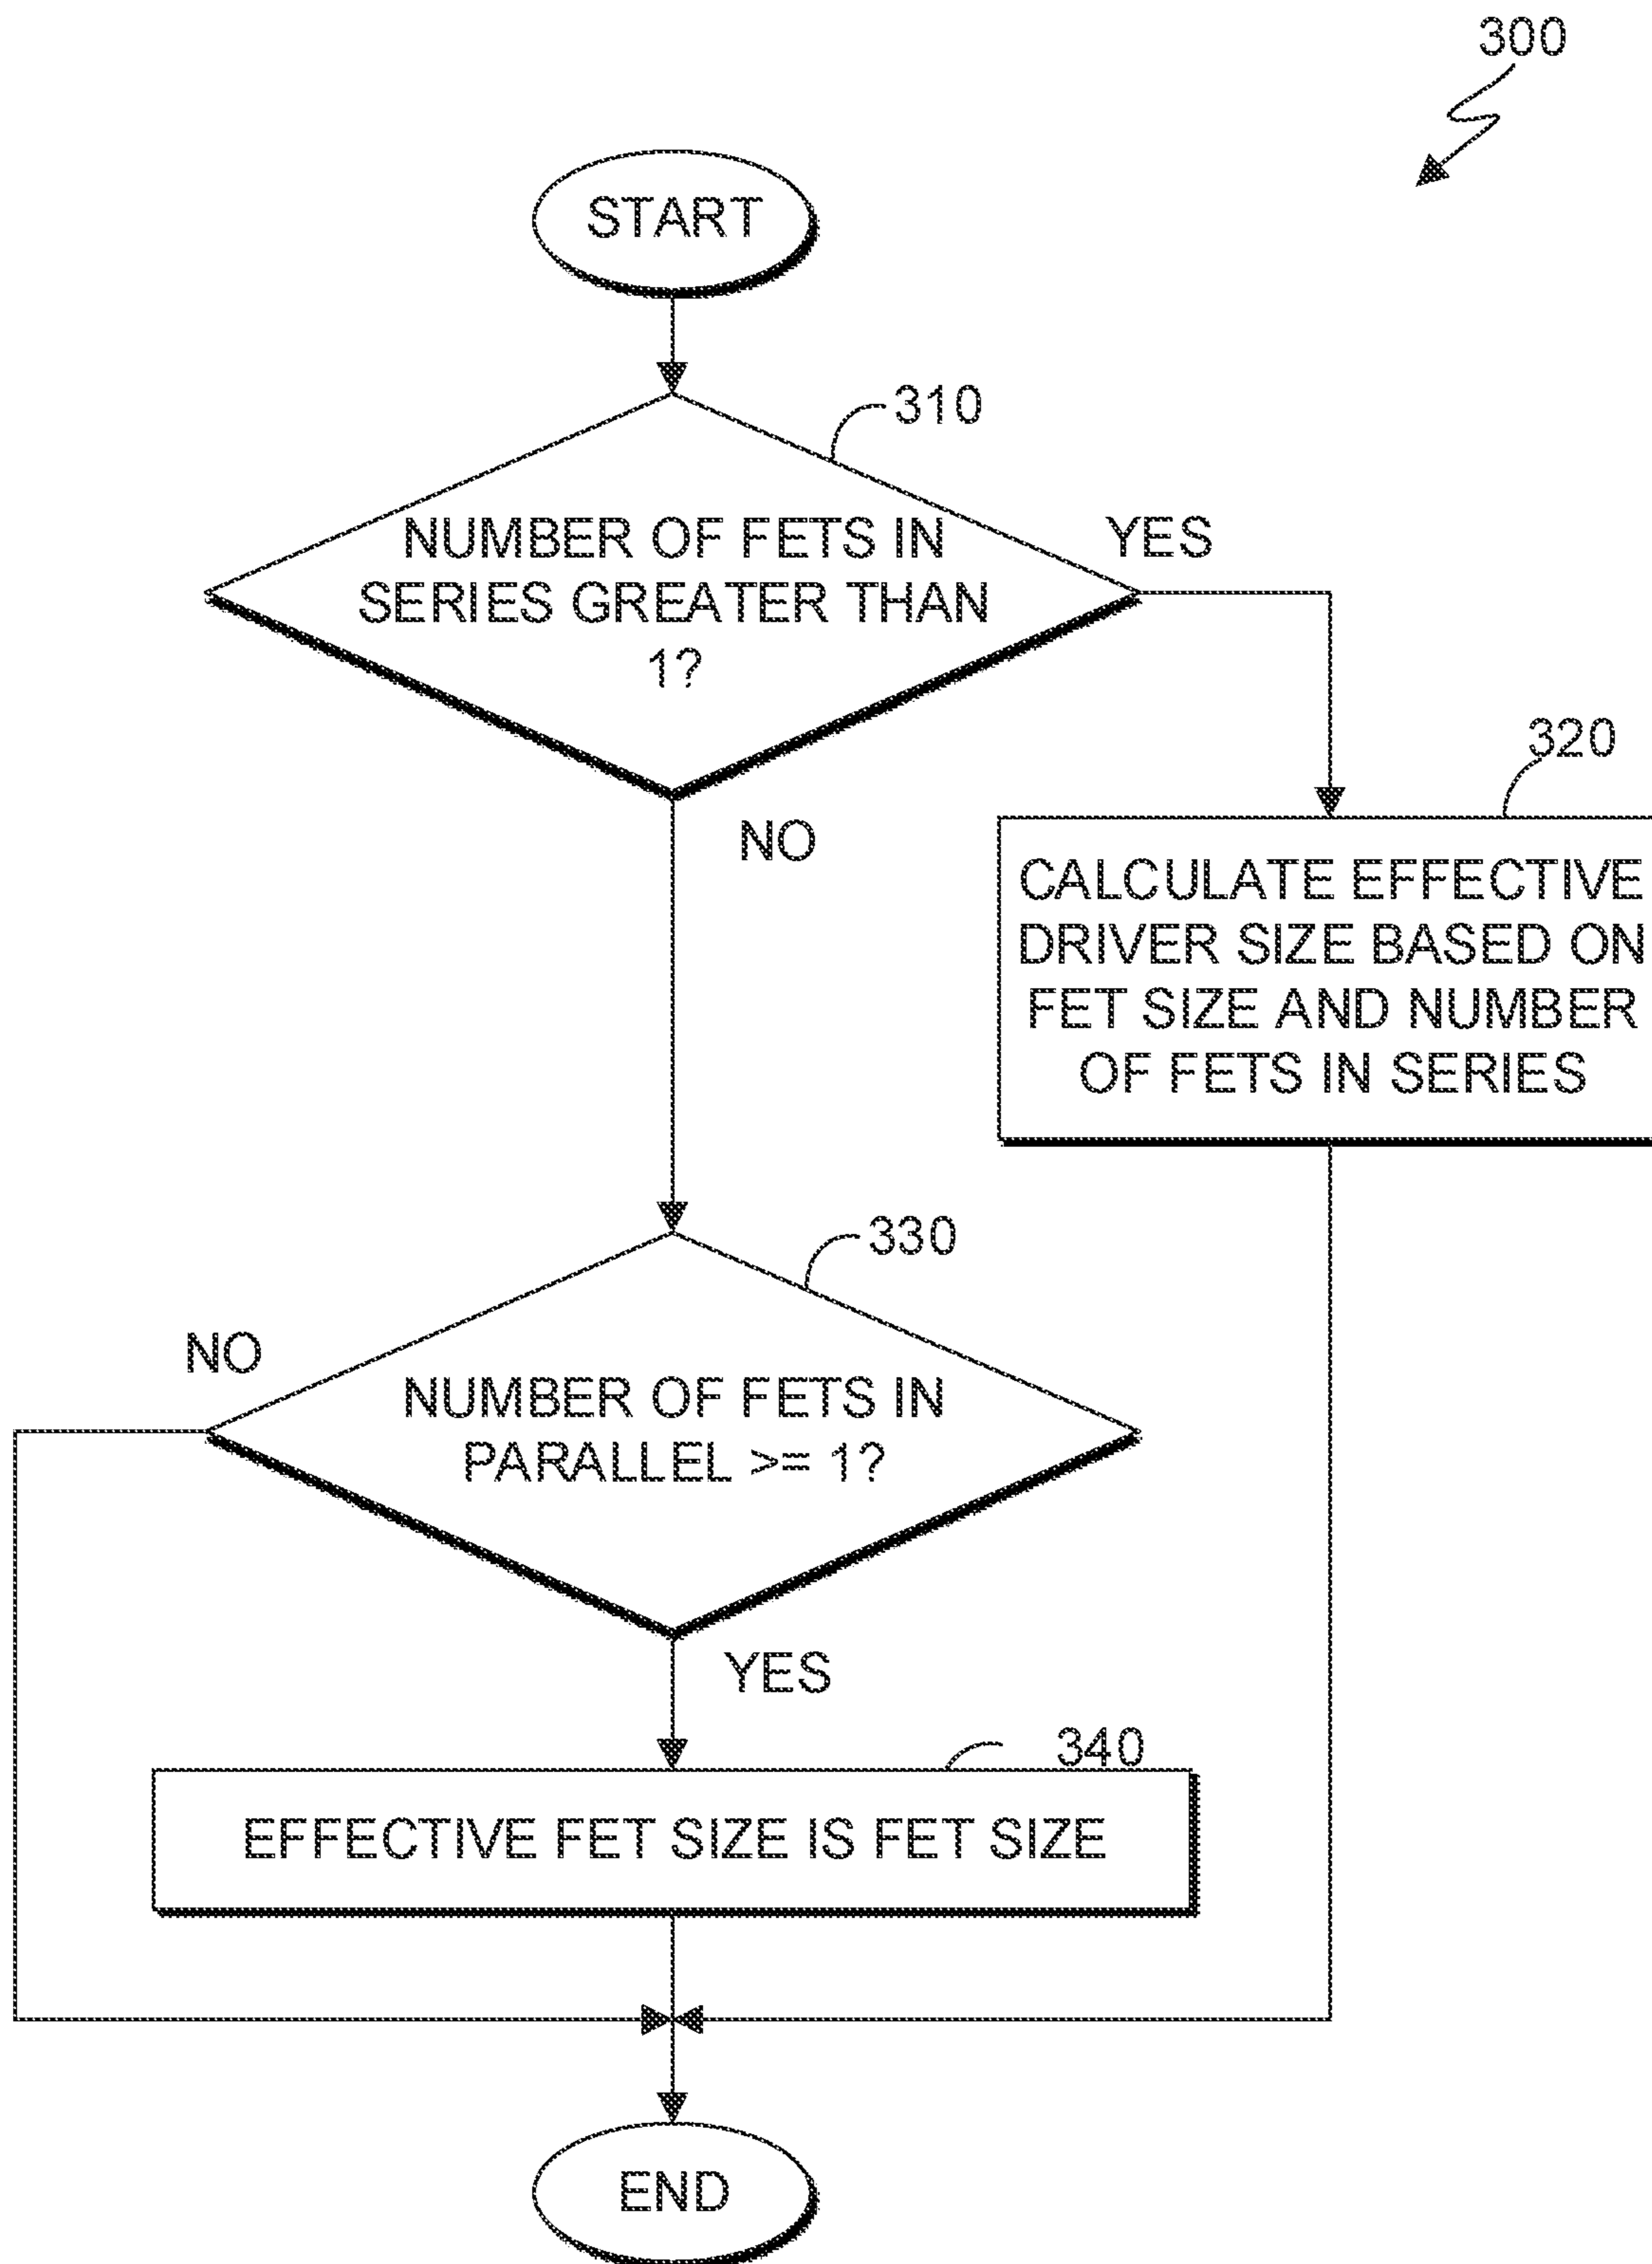 300
START
310
NUMBER OF FETS IN
SERIES GREATER THAN
1?
YES
NO
320
CALCULATE EFFECTIVE
DRIVER SIZE BASED ON
FET SIZE AND NUMBER
OF FETS IN SERIES
330
NO
NUMBER OF FETS IN
PARALLEL >= 1?
YES
340
EFFECTIVE FET SIZE IS FET SIZE
END